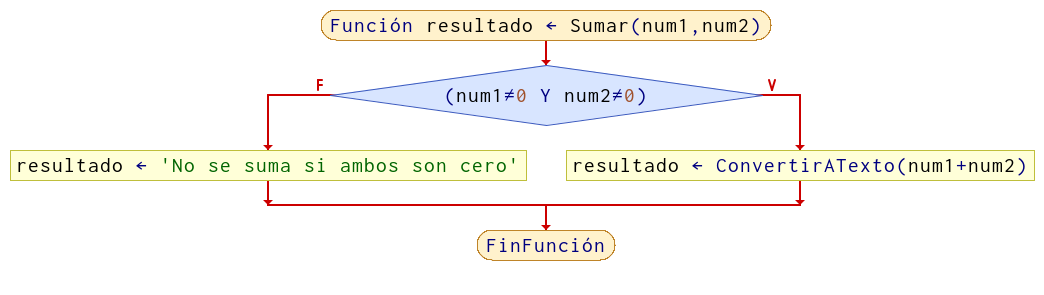 Función resultado ← Sumar(num1,num2)
F
V
(num1≠0 Y num2≠0)
resultado ← 'No se suma si ambos son cero'
resultado ← ConvertirATexto(num1+num2)
FinFunción